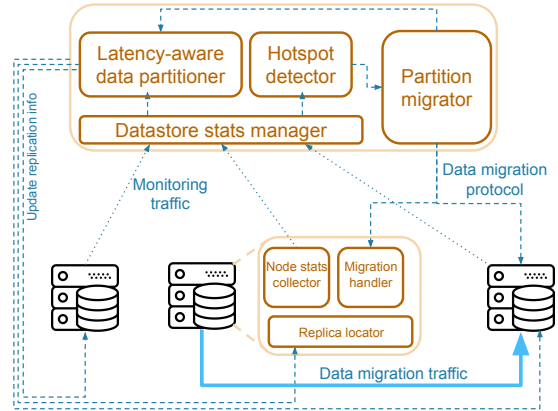 Latency-aware
data partitioner
Hotspot
detector
Partition
migrator
Datastore stats manager
Update replication info
Monitoring
traffic
Data migration
protocol
Node stats
collector
Migration
handler
Replica locator
Data migration traffic